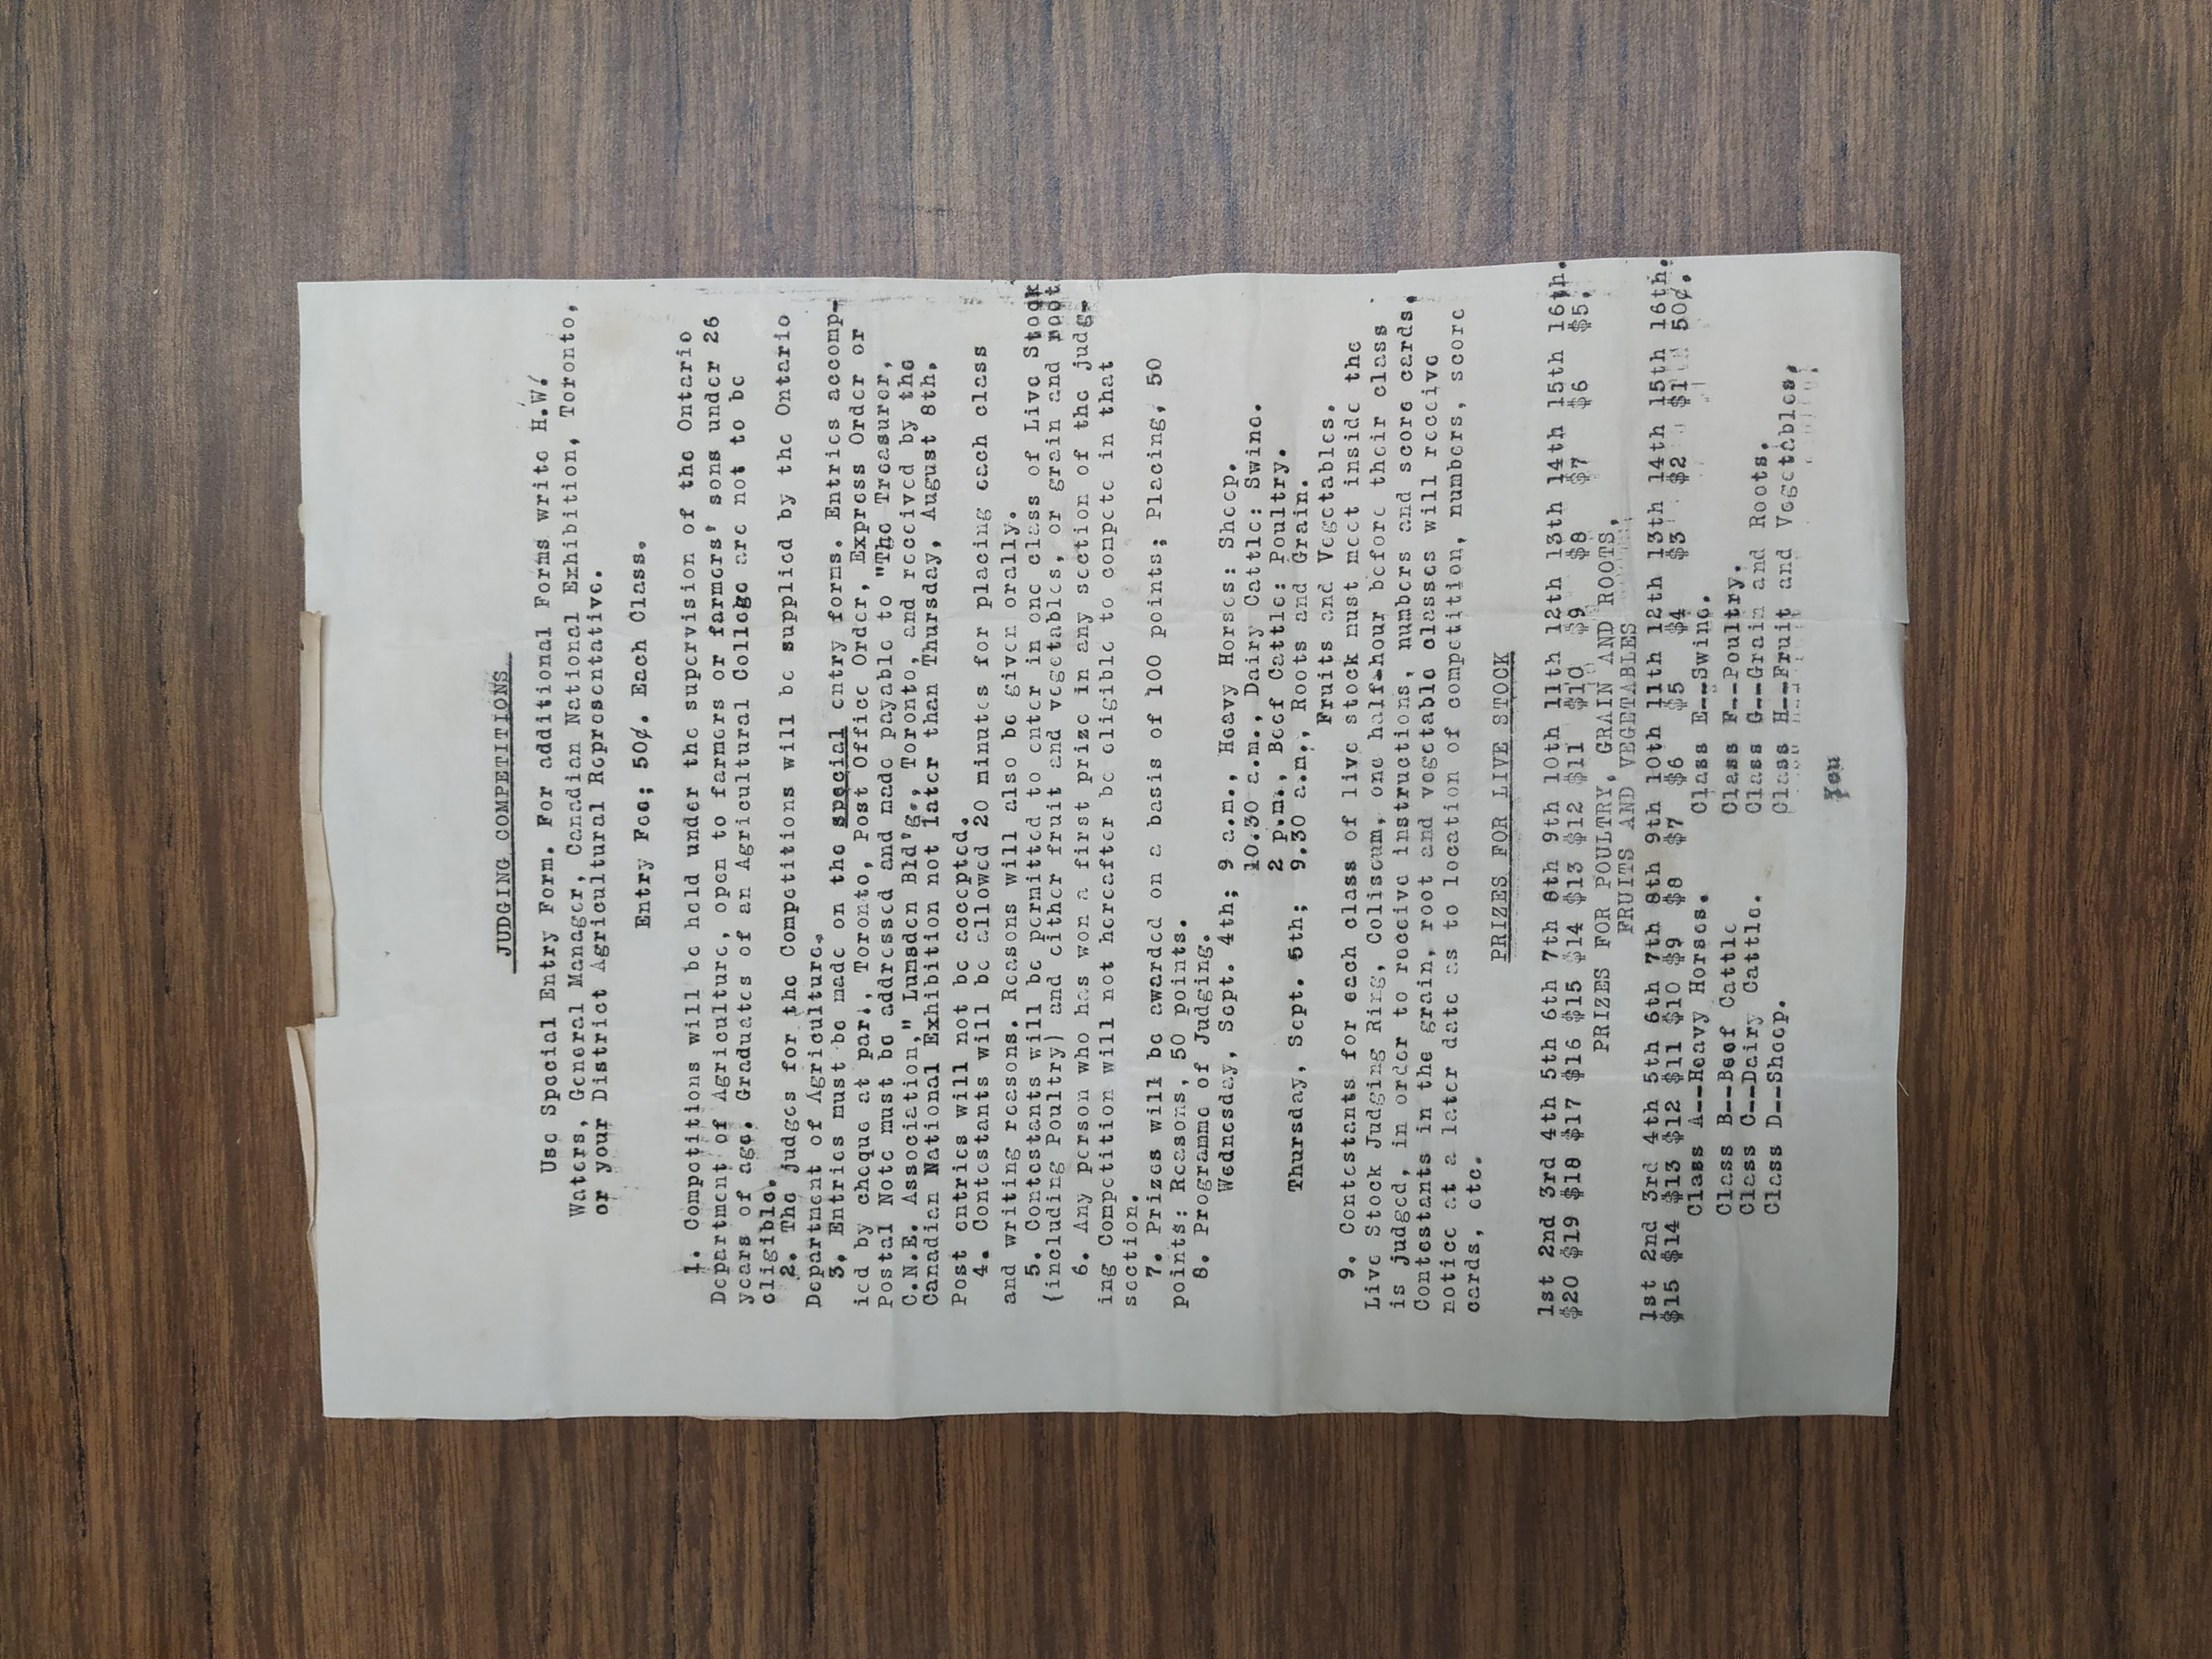 JUDGING COMPETITIONS
Use Special Entry Form. For additional Forms write H.W.
Waters, General Manager, Canadian National Exhibition, Toronto,
or your District Agricultural Representative.
Entry Fee; 50¢. Each Class.
1. Competitions will be held under the supervision of the Ontario
Department of Agriculture, open to farmers or farmers' sons under 26
years of age. Graduates of an Agricultural College are not to be
eligible.
2. The judges for the Competitions will be supplied by the Ontario
Department of Agriculture.
3. Entries must be made on the special entry forms. Entries accomp-
ied by cheque at par., Toronto, Post Office Order, Express Order or
Postal Note must be addressed and made payable to "The Treasurer,
C.N.E. Association," Lumsden Bld'g., Toronto, and received by the
Canadian National Exhibition not later than Thursday, August 8th,
Post entries will not be accepted.
4. Contestants will be allowed 20 minutes for placing each class
and writing reasons. Reasons will also be given orally.
5. Contestants will be permitted to enter in one class of Live Stock
(including Poultry) and either fruit and vegetables, or grain and root
6. Any person who has won a first prize in any section of the judg-
ing Competition will not hereafter be eligible to compete in that
section.
7. Prizes will be awarded on a basis of 100 points; Placing, 50
points: Reasons, 50 points.
8. Programme of Judging.
Wednesday, Sept. 4th; 9 a.m., Heavy Horses: Sheep.
10.30 a.m., Dairy Cattle: Swine.
2 p.m., Beef Cattle: Poultry.
Thursday, Sept. 5th; 9.30 a.m., Roots and Grain.
Fruits and Vegetables.
9. Contestants for each class of live stock must meet inside the
Live Stock Judging Ring, Coliseum, one half-hour before their class
is judged, in order to receive instructions, numbers and score cards.
Contestants in the grain, root and vegetable classes will receive
notice at a later date as to location of competition, numbers, score
cards, etc.
PRIZES FOR LIVE STOCK
1st 2nd 3rd 4th 5th 6th 7th 8th 9th 10th 11th 12th 13th 14th 15th 16th.
$20 $19 $18 $17 $16 $15 $14 $13 $12 $11 $10 $9 $8 $7 $6 $5.
PRIZES FOR POULTRY, GRAIN AND ROOTS,
FRUITS AND VEGETABLES
1st 2nd 3rd 4th 5th 6th 7th 8th 9th 10th 11th 12th 13th 14th 15th 16th.
$15 $14 $13 $12 $11 $10 $9 $8 $7 $6 $5 $4 $3 $2 $1 50¢.
Class A--Heavy Horses. Class E--Swine.
Class B--Beef Cattle Class F--Poultry.
Class C--Dairy Cattle. Class G--Grain and Roots.
Class D--Sheep. Class H--Fruit and Vegetables.
You